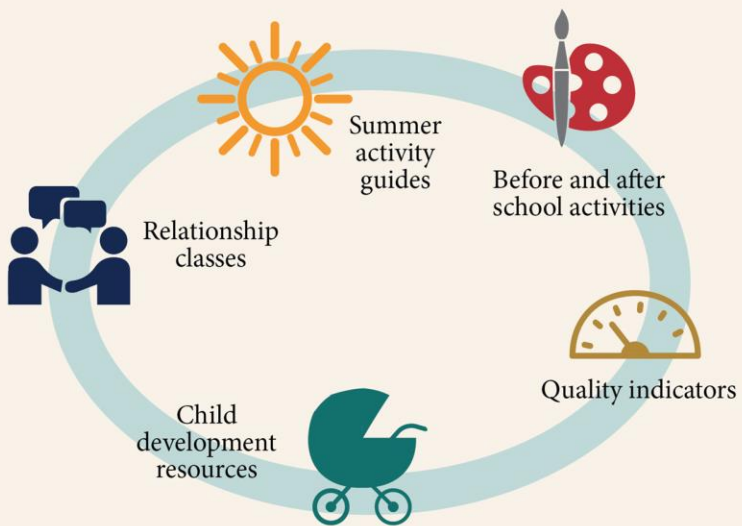 Summer
activity
guides
Before and after
school activities
Relationship
classes
Quality indicators
Child
development
resources